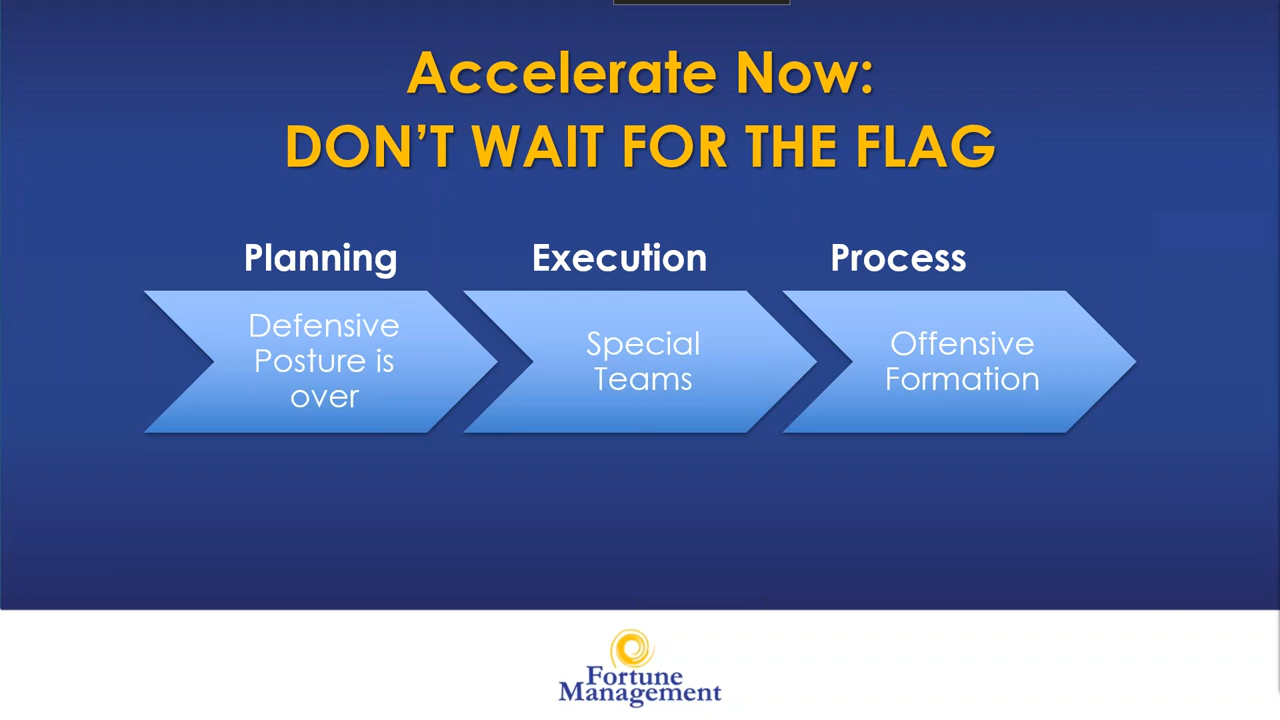 Accelerate Now:
DON’T WAIT FOR THE FLAG
Planning
Execution
Process
Defensive
Posture is
over
Special
Teams
Offensive
Formation
Fortune
Management